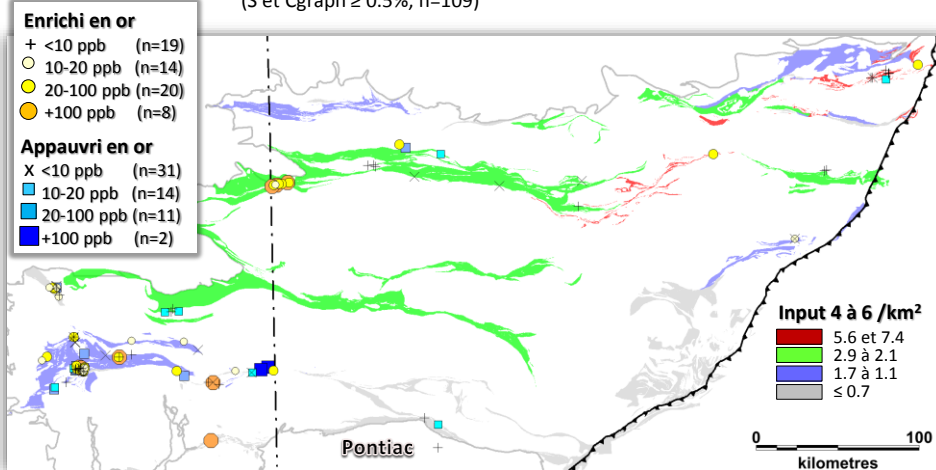 (S et Cgraph ≥ 0.5%, n=109)
Enrichi en or
<10 ppb (n=19)
10-20 ppb (n=14)
20-100 ppb (n=20)
+100 ppb (n=8)
Appauvri en or
<10 ppb (n=31)
10-20 ppb (n=14)
20-100 ppb (n=11)
+100 ppb (n=2)
Input 4 à 6 /km²
5.6 et 7.4
2.9 à 2.1
1.7 à 1.1
≤ 0.7
Pontiac
0 100
kilometres